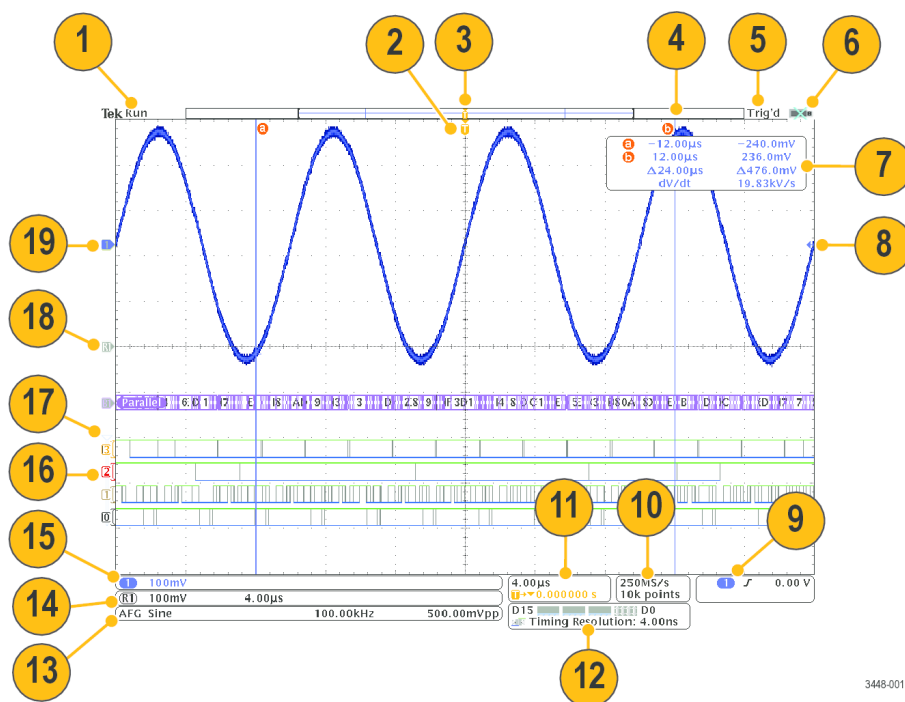 1
2
3
4
5
6
Tek Run
Trig'd
T
T
a
b
a -12.00µs -240.0mV
b 12.00µs 236.0mV
Δ24.00µs Δ476.0mV
dV/dt 19.83kV/s
7
19
1
8
18
R1
17
Parallel
3
16
2
1
0
11
10
9
15
1 100mV
4.00µs
T→▼0.000000 s
250MS/s
10k points
1 0.00 V
14
R1 100mV 4.00µs
13
AFG Sine 100.00kHz 500.00mVpp
D15 D0
Timing Resolution: 4.00ns
12
3448-001